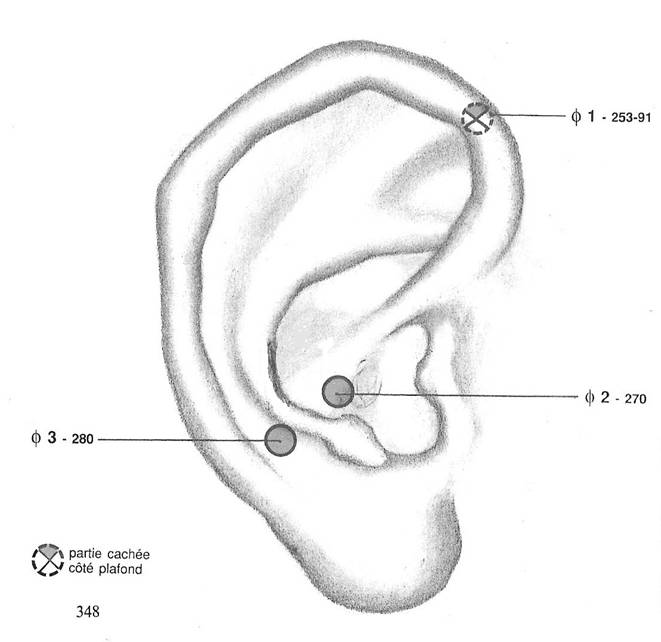 ϕ 1 - 253-91
ϕ 2 - 270
ϕ 3 - 280
partie cachée
côté plafond
348